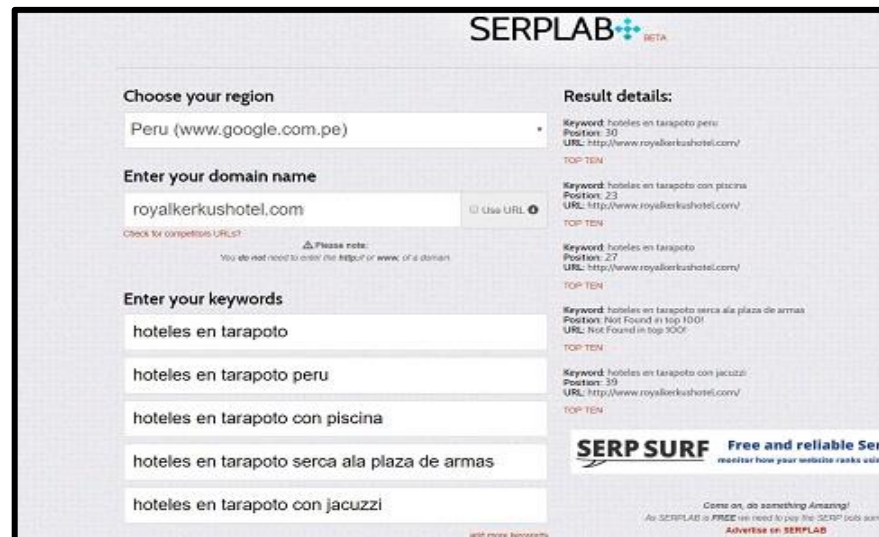 SERPLAB BETA
Choose your region
Peru (www.google.com.pe)
Enter your domain name
royalkerkushotel.com
Use URL
Check for competitors URLs?
Please note:
You do not need to enter the http:// or www. of a domain
Enter your keywords
hoteles en tarapoto
hoteles en tarapoto peru
hoteles en tarapoto con piscina
hoteles en tarapoto serca ala plaza de armas
hoteles en tarapoto con jacuzzi
add more keywords
Result details:
Keyword: hoteles en tarapoto peru
Position: 30
URL: http://www.royalkerkushotel.com/
TOP TEN
Keyword: hoteles en tarapoto con piscina
Position: 23
URL: http://www.royalkerkushotel.com/
TOP TEN
Keyword: hoteles en tarapoto
Position: 27
URL: http://www.royalkerkushotel.com/
TOP TEN
Keyword: hoteles en tarapoto serca ala plaza de armas
Position: Not Found in top 100!
URL: Not Found in top 100!
TOP TEN
Keyword: hoteles en tarapoto con jacuzzi
Position: 39
URL: http://www.royalkerkushotel.com/
TOP TEN
SERP SURF
Free and reliable Ser
monitor how your website ranks usin
Come on, do something Amazing!
As SERPLAB is FREE we need to pay the SERP bots som
Advertise on SERPLAB